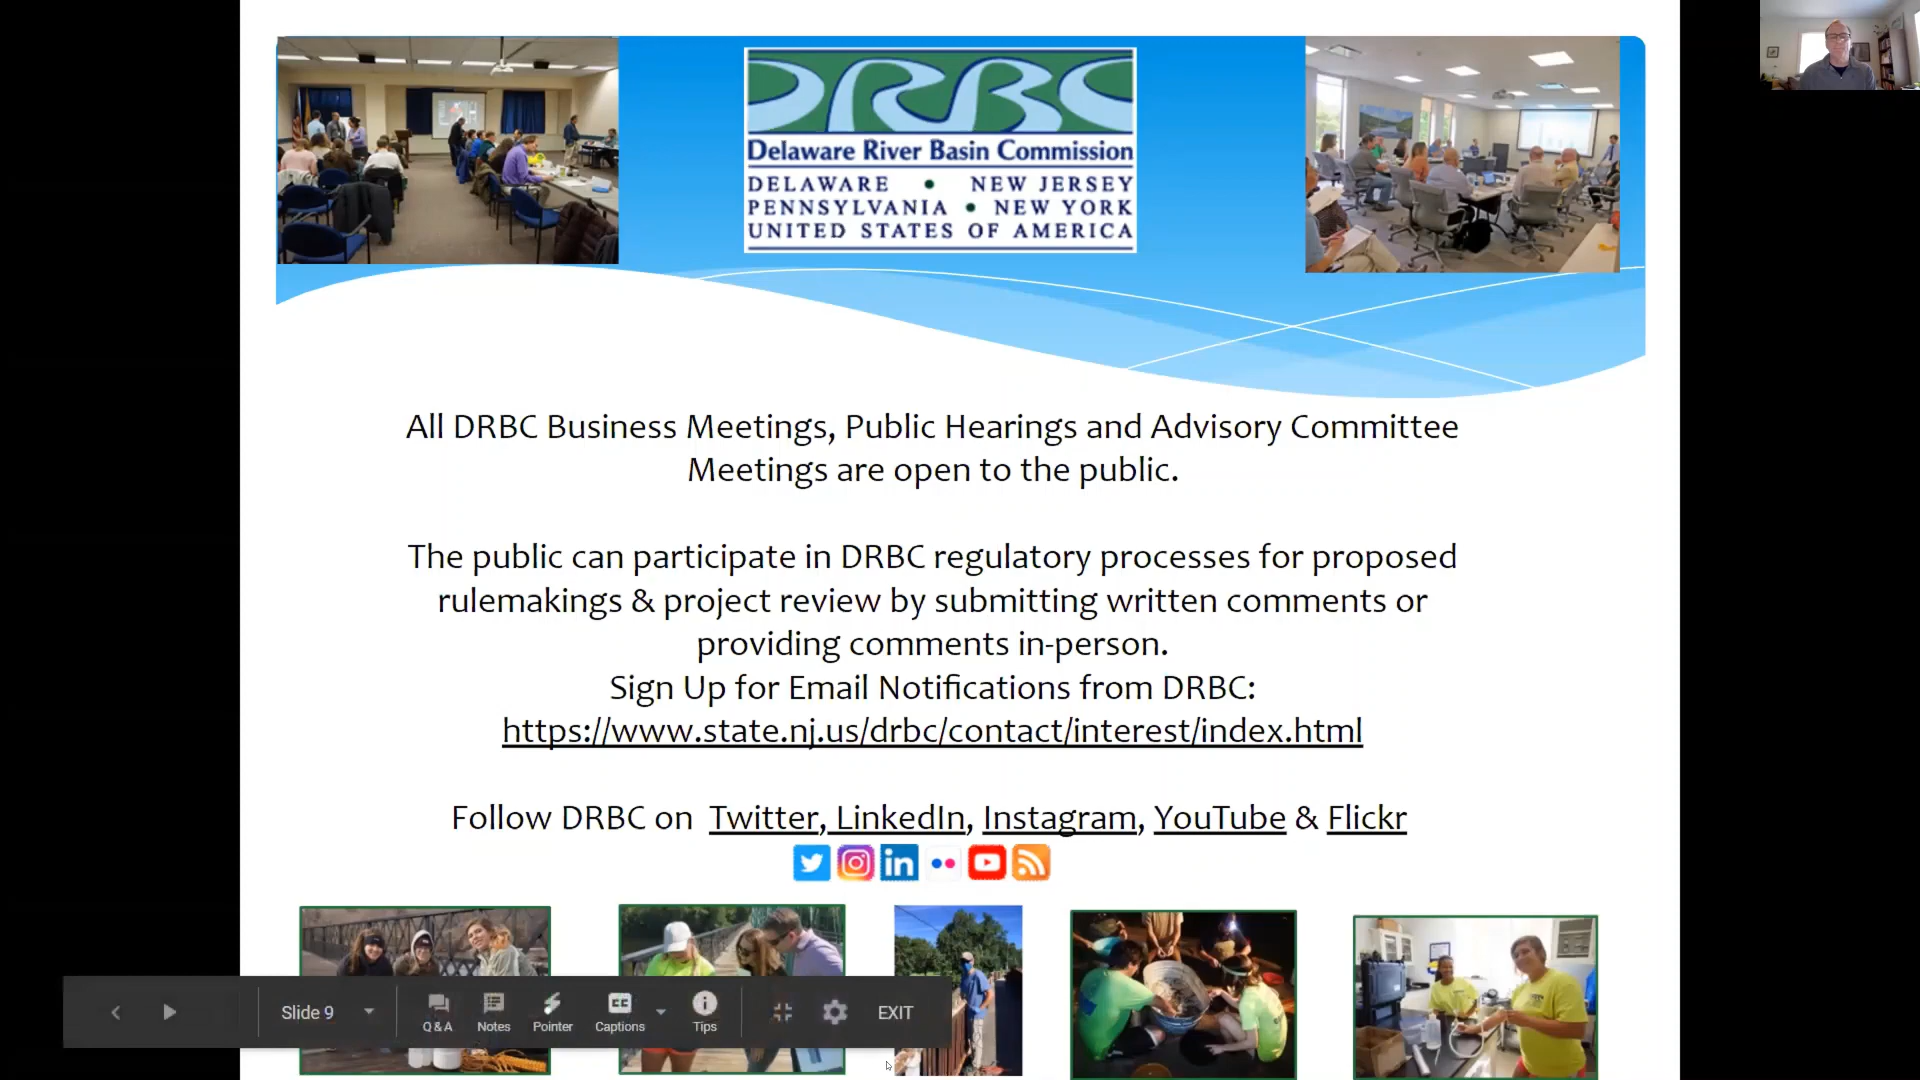 DRBC
Delaware River Basin Commission
DELAWARE • NEW JERSEY
PENNSYLVANIA • NEW YORK
UNITED STATES OF AMERICA
All DRBC Business Meetings, Public Hearings and Advisory Committee
Meetings are open to the public.
The public can participate in DRBC regulatory processes for proposed
rulemakings & project review by submitting written comments or
providing comments in-person.
Sign Up for Email Notifications from DRBC:
https://www.state.nj.us/drbc/contact/interest/index.html
Follow DRBC on Twitter, LinkedIn, Instagram, YouTube & Flickr
in
Slide 9
Q & A
Notes
Pointer
CC
Captions
Tips
EXIT